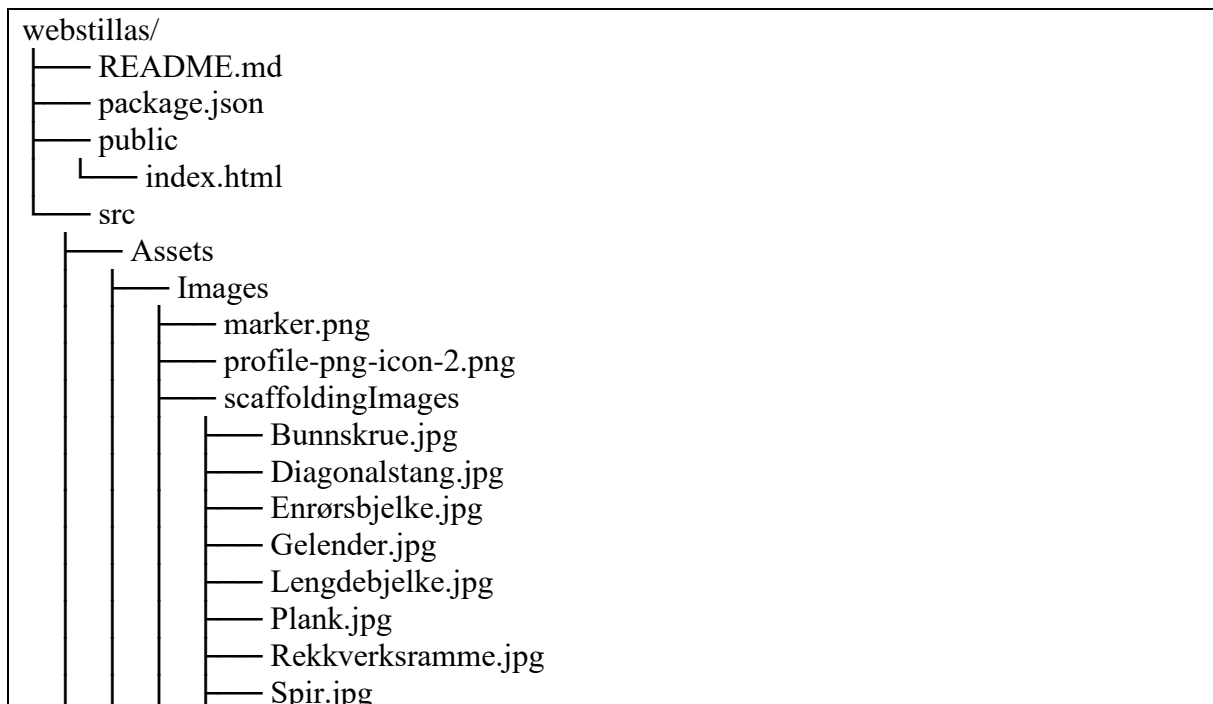 webstillas/
README.md
package.json
public
index.html
src
Assets
Images
marker.png
profile-png-icon-2.png
scaffoldingImages
Bunnskrue.jpg
Diagonalstang.jpg
Enrørsbjelke.jpg
Gelender.jpg
Lengdebjelke.jpg
Plank.jpg
Rekkverksramme.jpg
Spir.jpg